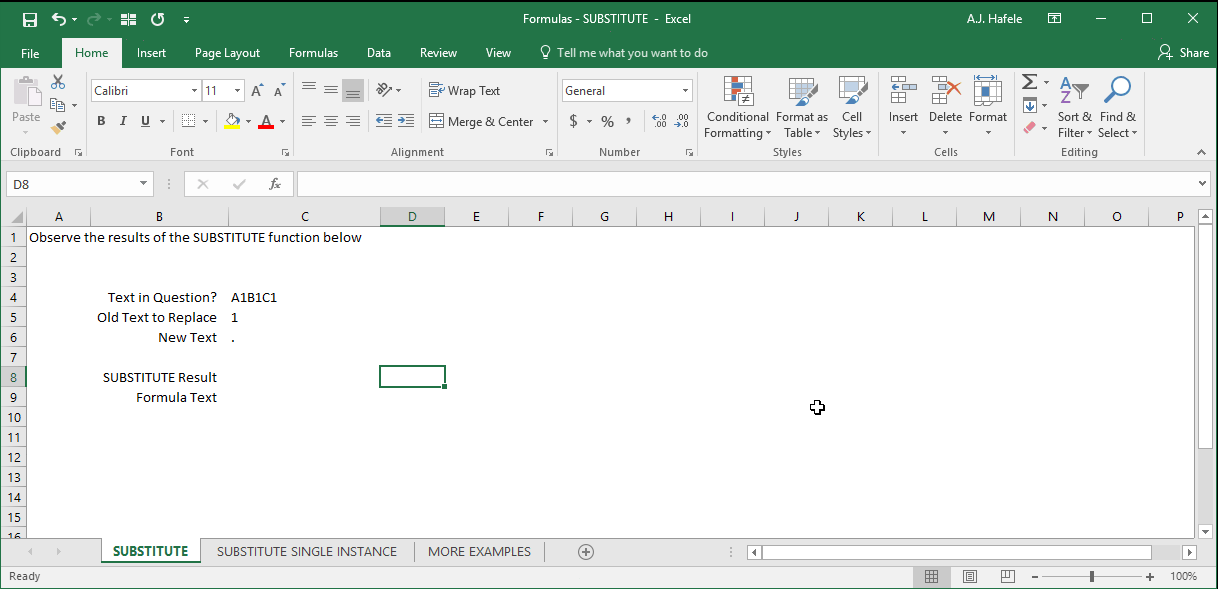 Formulas - SUBSTITUTE - Excel
A.J. Hafele
File Home Insert Page Layout Formulas Data Review View Tell me what you want to do Share
Paste
Calibri 11
B I U A
A A
Wrap Text
Merge & Center
General
$ % , .0 .00 .00 .0
Conditional Formatting
Format as Table
Cell Styles
Insert Delete Format
Σ
A Z
Sort & Filter
Find & Select
Clipboard Font Alignment Number Styles Cells Editing
D8 fx
A B C D E F G H I J K L M N O P
1 Observe the results of the SUBSTITUTE function below
2
3
4 Text in Question? A1B1C1
5 Old Text to Replace 1
6 New Text .
7
8 SUBSTITUTE Result
9 Formula Text
10
11
12
13
14
15
16
SUBSTITUTE SUBSTITUTE SINGLE INSTANCE MORE EXAMPLES
Ready 100%